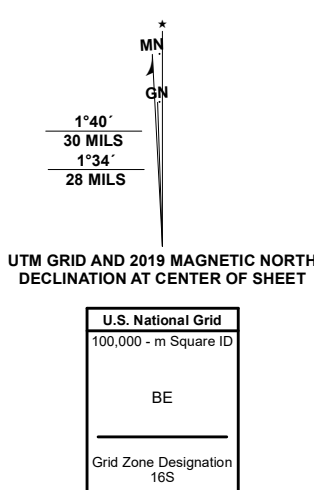 MN
GN
1°40´
30 MILS
1°34´
28 MILS
UTM GRID AND 2019 MAGNETIC NORTH
DECLINATION AT CENTER OF SHEET
U.S. National Grid
100,000 - m Square ID
BE
Grid Zone Designation
16S